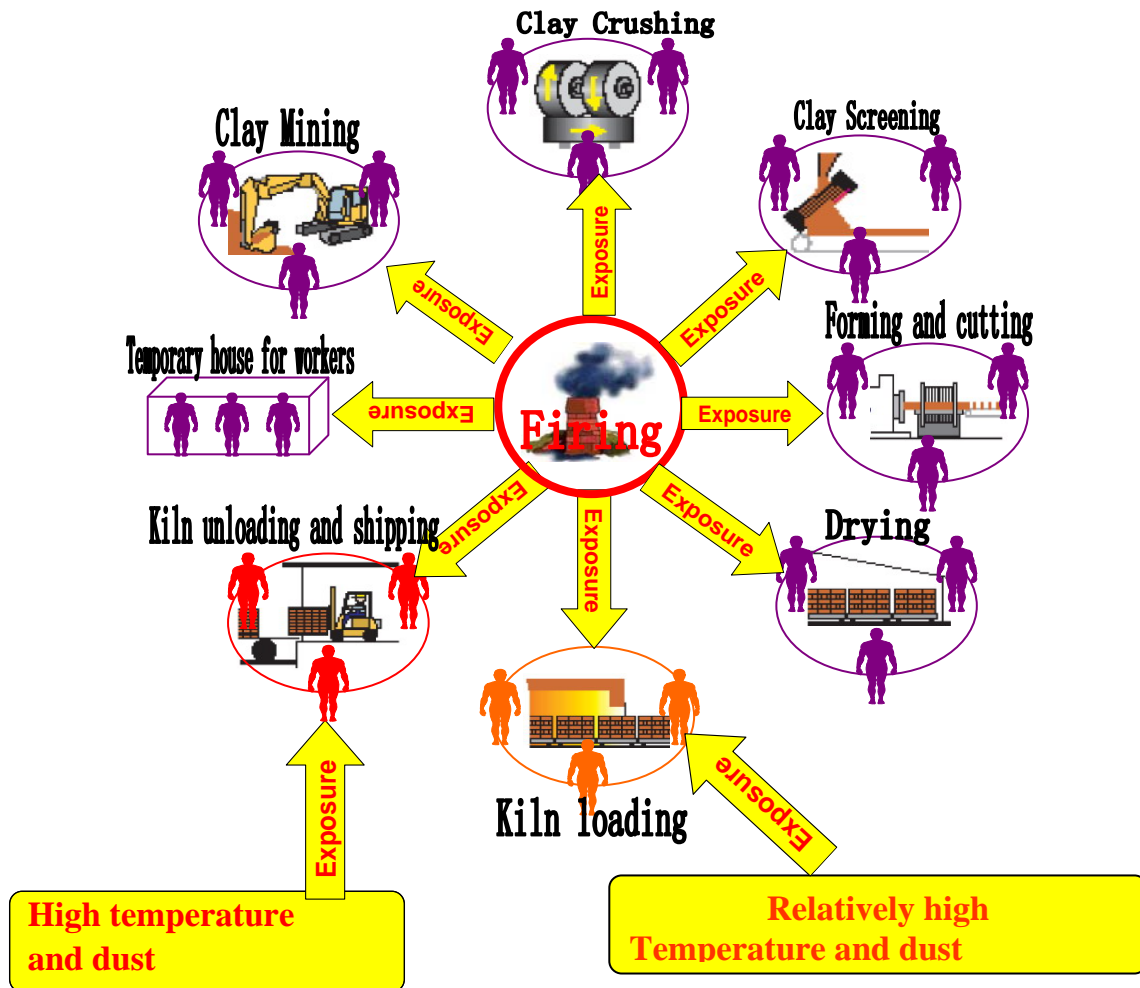 Clay Crushing
Clay Mining
Clay Screening
Exposure
Exposure
Exposure
Forming and cutting
Temporary house for workers
Exposure
Firing
Exposure
Kiln unloading and shipping
Exposure
Exposure
Exposure
Drying
Kiln loading
Exposure
Exposure
High temperature
and dust
Relatively high
Temperature and dust